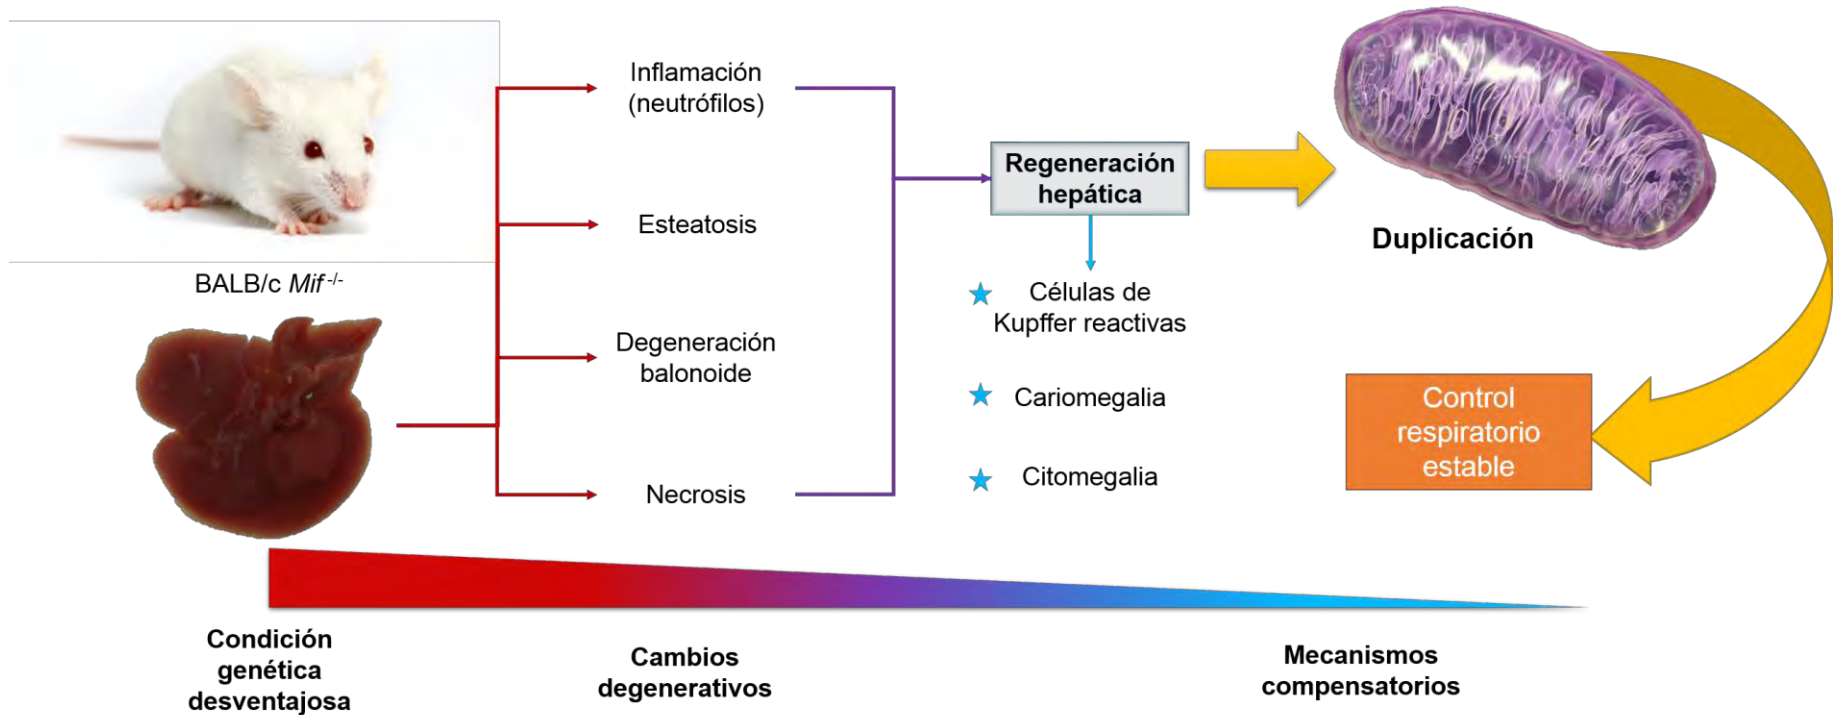 Inflamación
(neutrófilos)
Esteatosis
Degeneración
balonoide
Necrosis
BALB/c Mif -/-
Regeneración
hepática
Células de
Kupffer reactivas
Cariomegalia
Citomegalia
Duplicación
Control
respiratorio
estable
Condición
genética
desventajosa
Cambios
degenerativos
Mecanismos
compensatorios